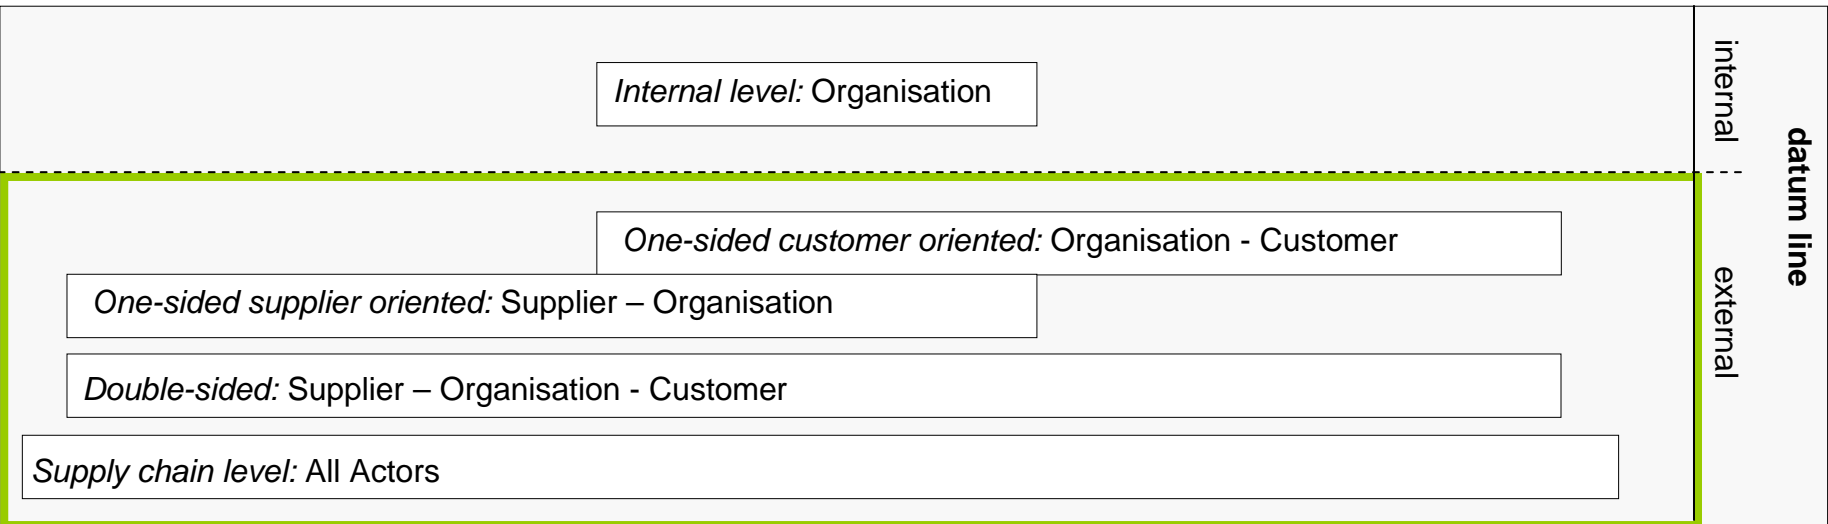 Internal level: Organisation
One-sided customer oriented: Organisation - Customer
One-sided supplier oriented: Supplier – Organisation
Double-sided: Supplier – Organisation - Customer
Supply chain level: All Actors
internal
external
datum line